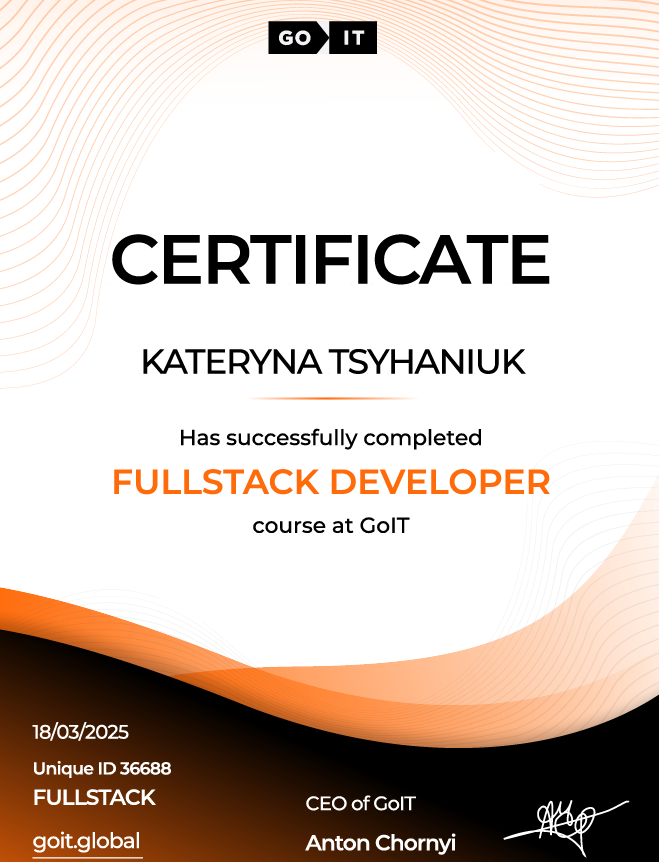 GO IT
CERTIFICATE
KATERYNA TSYHANIUK
Has successfully completed
FULLSTACK DEVELOPER
course at GoIT
18/03/2025
Unique ID 36688
FULLSTACK
goit.global
CEO of GoIT
Anton Chornyi